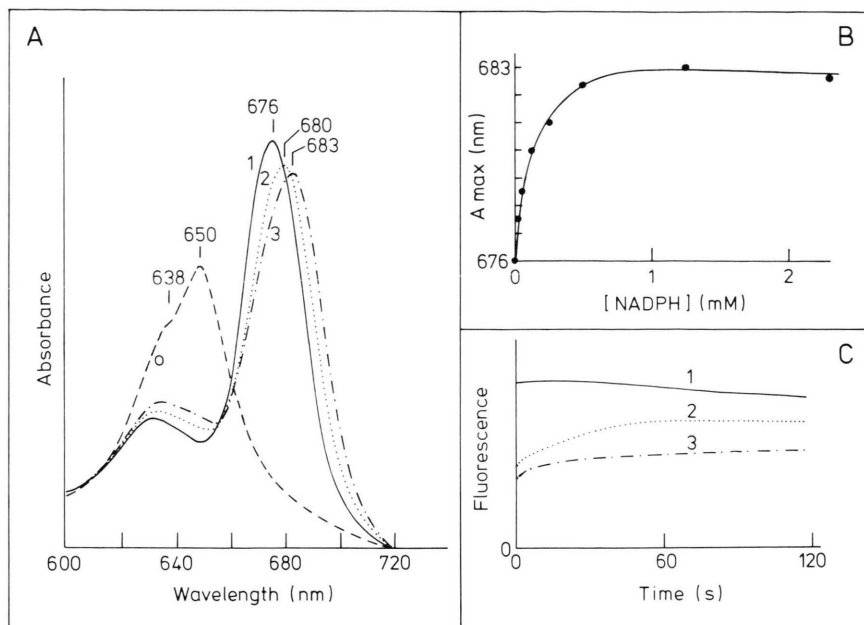 A
676
680
683
1
2
3
650
638
o
Absorbance
600
640
680
720
Wavelength (nm)
B
683
676
A max (nm)
0
1
2
[NADPH] (mM)
C
1
2
3
Fluorescence
0
0
60
120
Time (s)